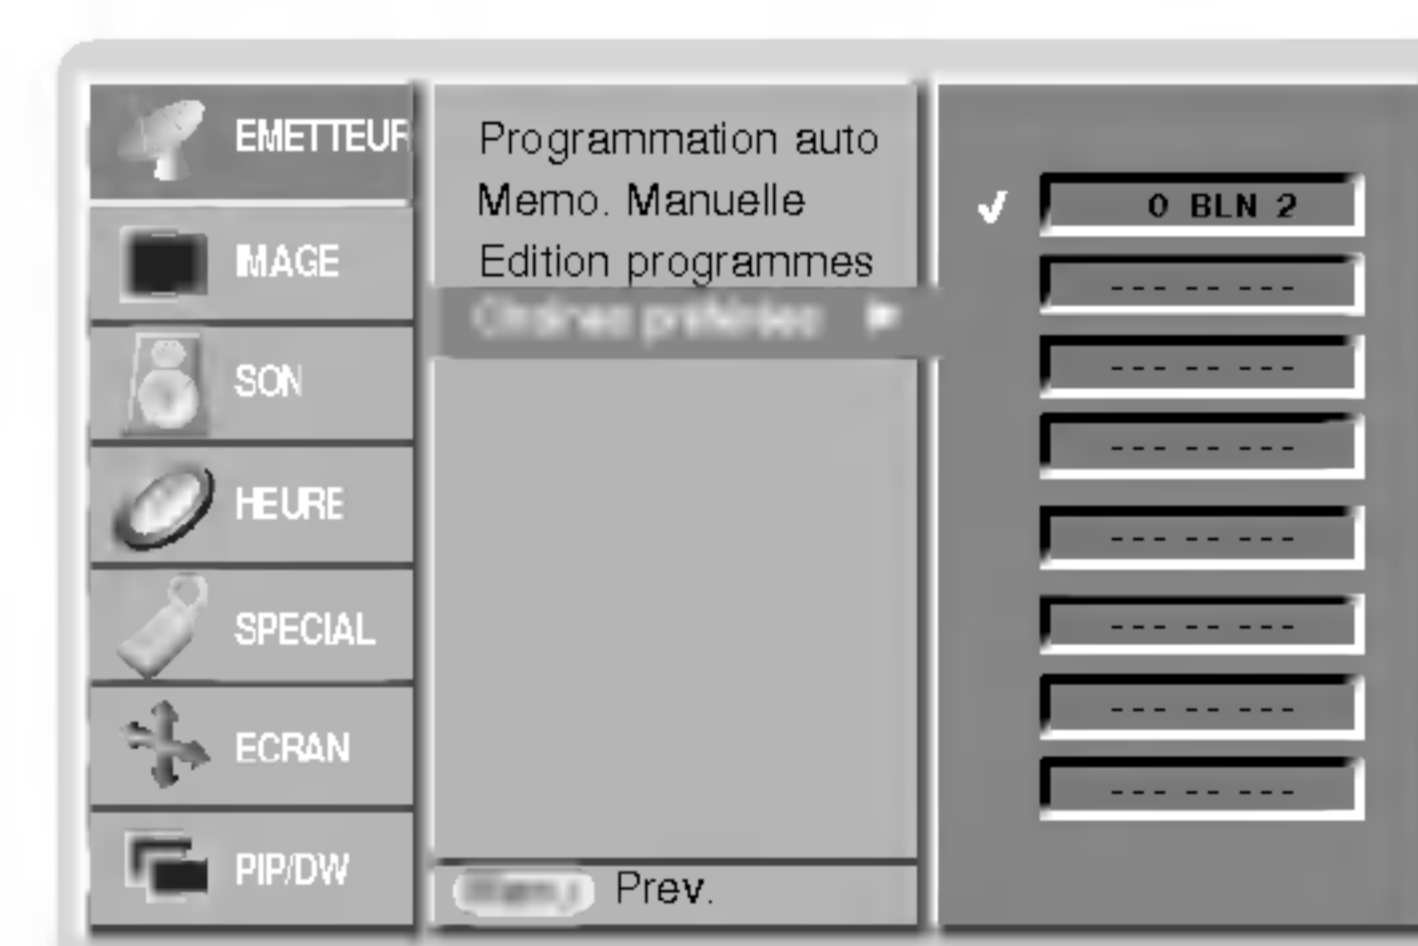 EMETTEUR
IMAGE
SON
HEURE
SPECIAL
ECRAN
PIP/DW
Programmation auto
Memo. Manuelle
Edition programmes
Prev.
0 BLN 2
--- -- ---
--- -- ---
--- -- ---
--- -- ---
--- -- ---
--- -- ---
--- -- ---